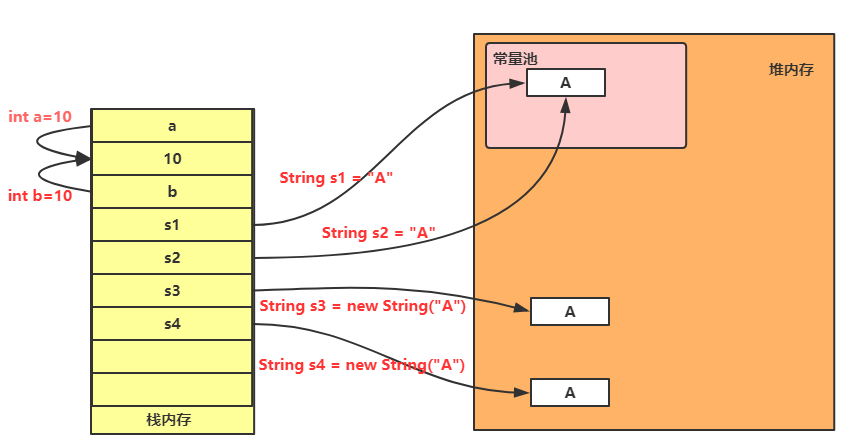 常量池
A
堆内存
int a=10
a
10
b
int b=10
s1
s2
s3
s4
栈内存
String s1 = "A"
String s2 = "A"
String s3 = new String("A")
A
String s4 = new String("A")
A